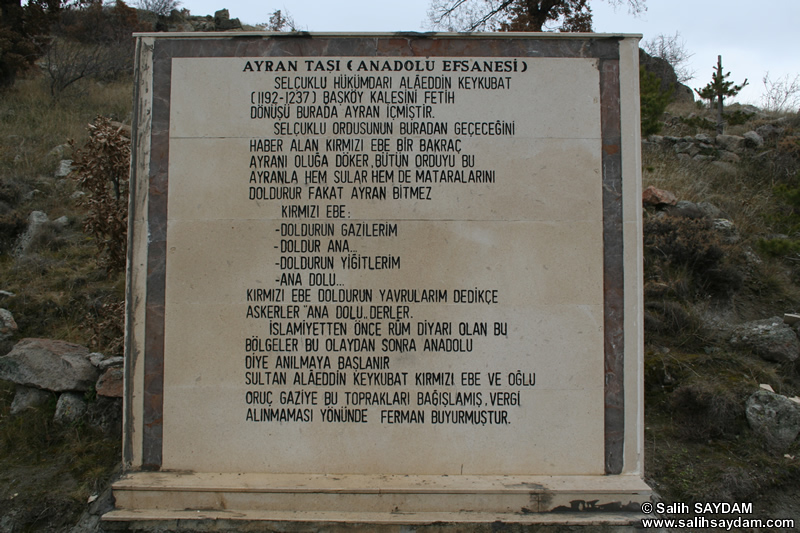 AYRAN TAŞI ( ANADOLU EFSANESİ )
SELÇUKLU HÜKÜMDARI ALÂEDDİN KEYKUBAT
(1192-1237) BAŞKÖY KALESİNİ FETİH
DÖNÜŞÜ BURADA AYRAN İÇMİŞTİR.
SELÇUKLU ORDUSUNUN BURADAN GEÇECEĞİNİ
HABER ALAN KIRMIZI EBE BİR BAKRAÇ
AYRANI OLUĞA DÖKER, BÜTÜN ORDUYU BU
AYRANLA HEM SULAR HEM DE MATARALARINI
DOLDURUR FAKAT AYRAN BİTMEZ
KIRMIZI EBE :
-DOLDURUN GAZİLERİM
-DOLDUR ANA...
-DOLDURUN YİĞİTLERİM
-ANA DOLU...
KIRMIZI EBE DOLDURUN YAVRULARIM DEDİKÇE
ASKERLER "ANA DOLU.. DERLER.
İSLAMİYETTEN ÖNCE RÛM DİYARI OLAN BU
BÖLGELER BU OLAYDAN SONRA ANADOLU
DİYE ANILMAYA BAŞLANIR
SULTAN ALÂEDDİN KEYKUBAT KIRMIZI EBE VE OĞLU
ORUÇ GAZİYE BU TOPRAKLARI BAĞIŞLAMIŞ, VERGİ
ALINMAMASI YÖNÜNDE FERMAN BUYURMUŞTUR.
© Salih SAYDAM
www.salihsaydam.com